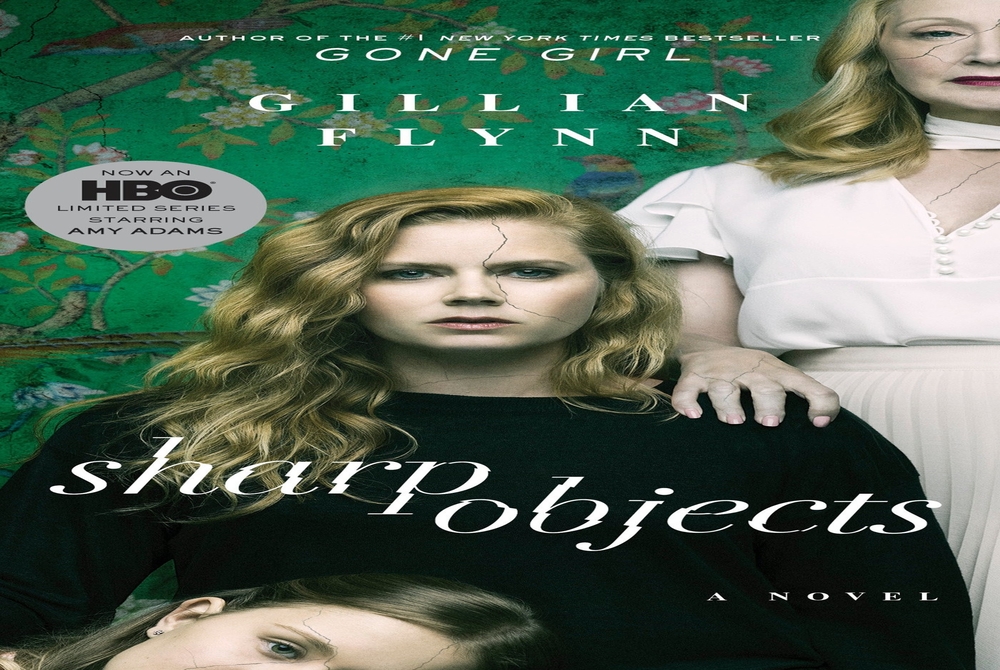 AUTHOR OF THE #1 NEW YORK TIMES BESTSELLER
GONE GIRL
GILLIAN
FLYNN
NOW AN
HBO®
LIMITED SERIES
STARRING
AMY ADAMS
sharp
objects
A NOVEL